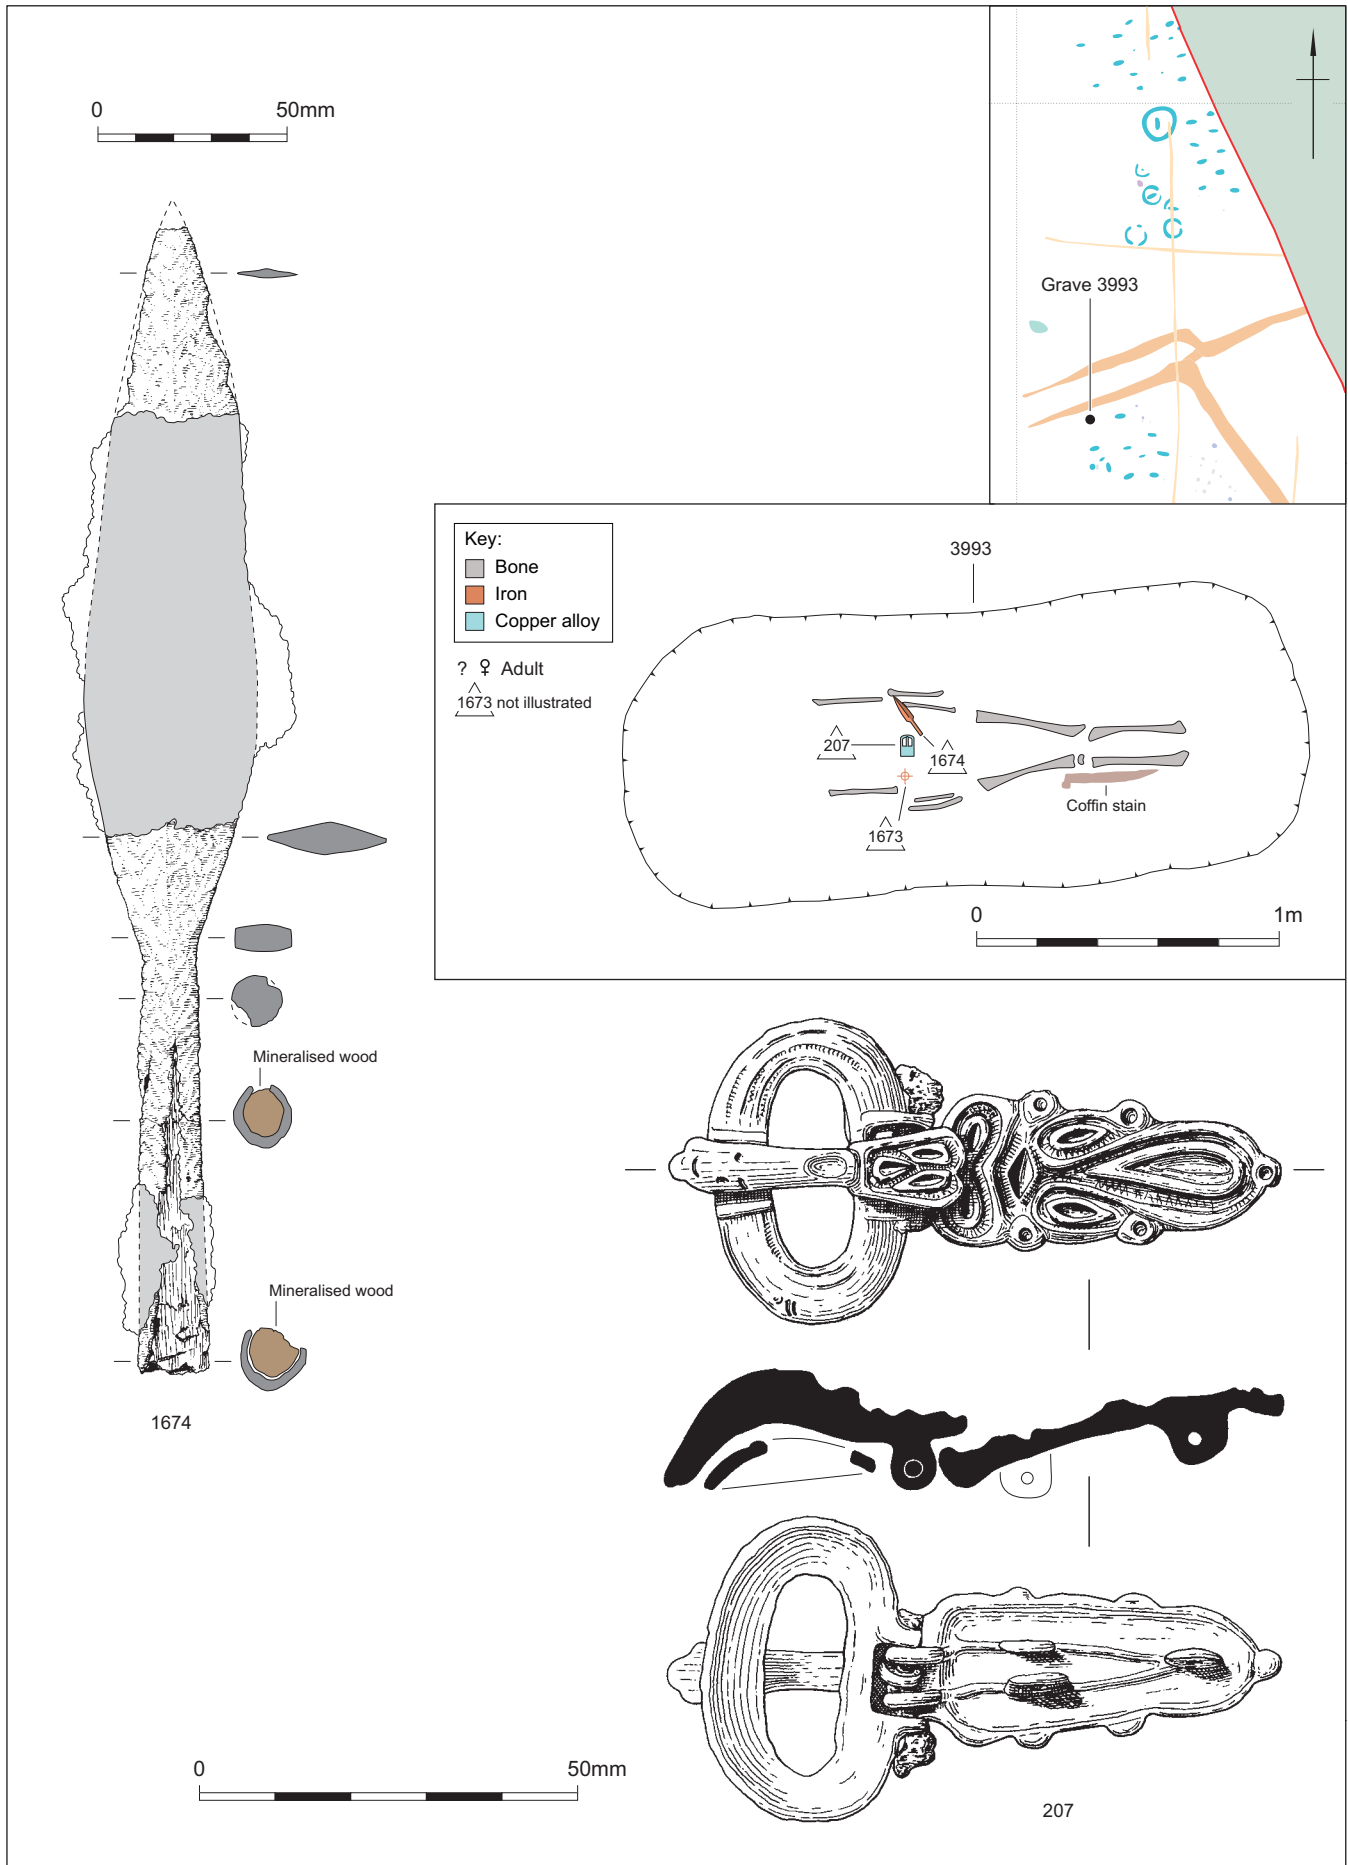 0 50mm
Grave 3993
Key:
Bone
Iron
Copper alloy
? ♀ Adult
1673 not illustrated
3993
207
1674
1673
Coffin stain
0 1m
Mineralised wood
Mineralised wood
1674
0 50mm
207